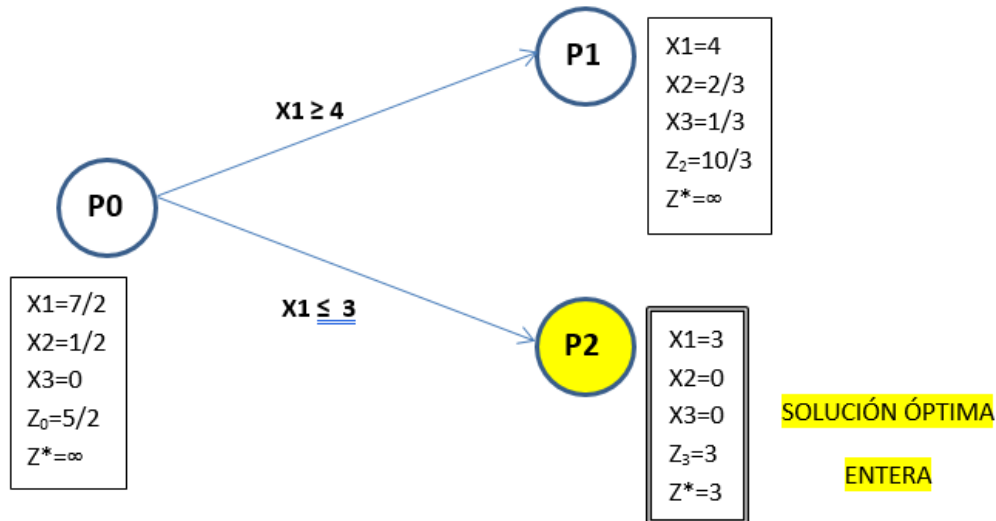 P1
X1=4
X2=2/3
X3=1/3
Z₂=10/3
Z*=∞
X1 ≥ 4
P0
X1=7/2
X2=1/2
X3=0
Z₀=5/2
Z*=∞
X1 ≤ 3
P2
X1=3
X2=0
X3=0
Z₃=3
Z*=3
SOLUCIÓN ÓPTIMA
ENTERA